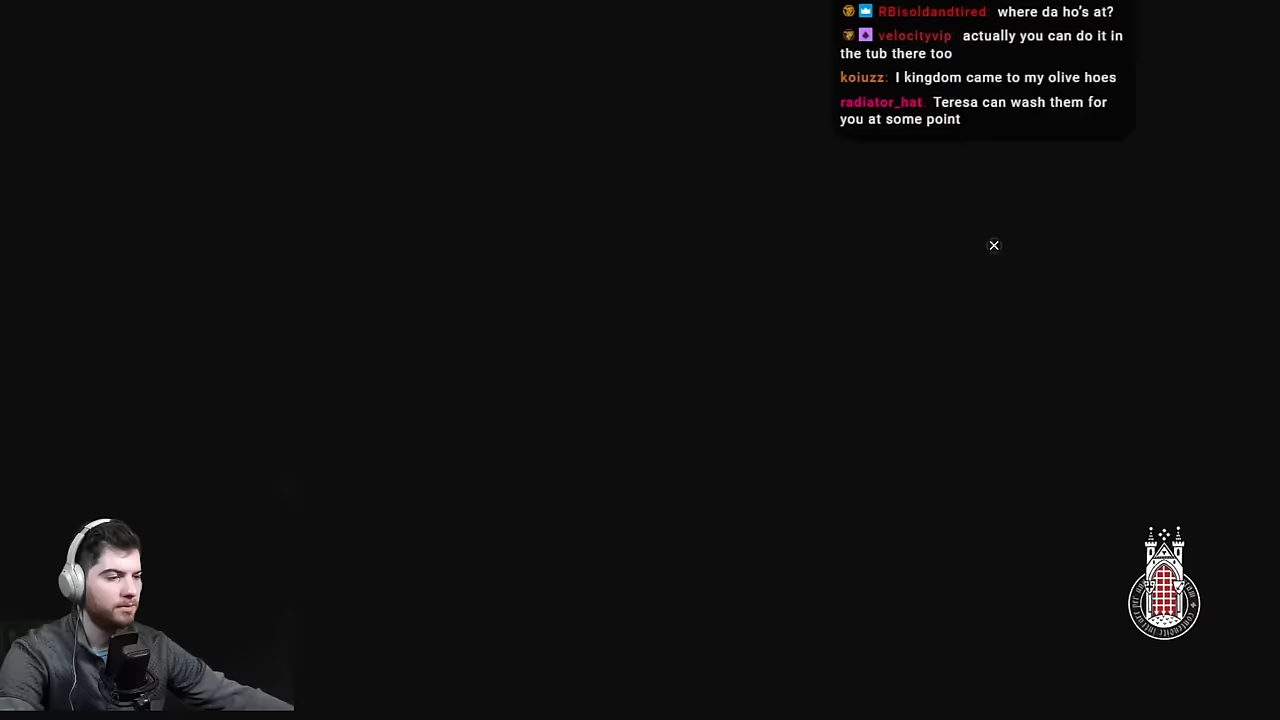 RBisoldandtired: where da ho's at?
velocityvip: actually you can do it in
the tub there too
koiuzz: I kingdom came to my olive hoes
radiator_hat: Teresa can wash them for
you at some point